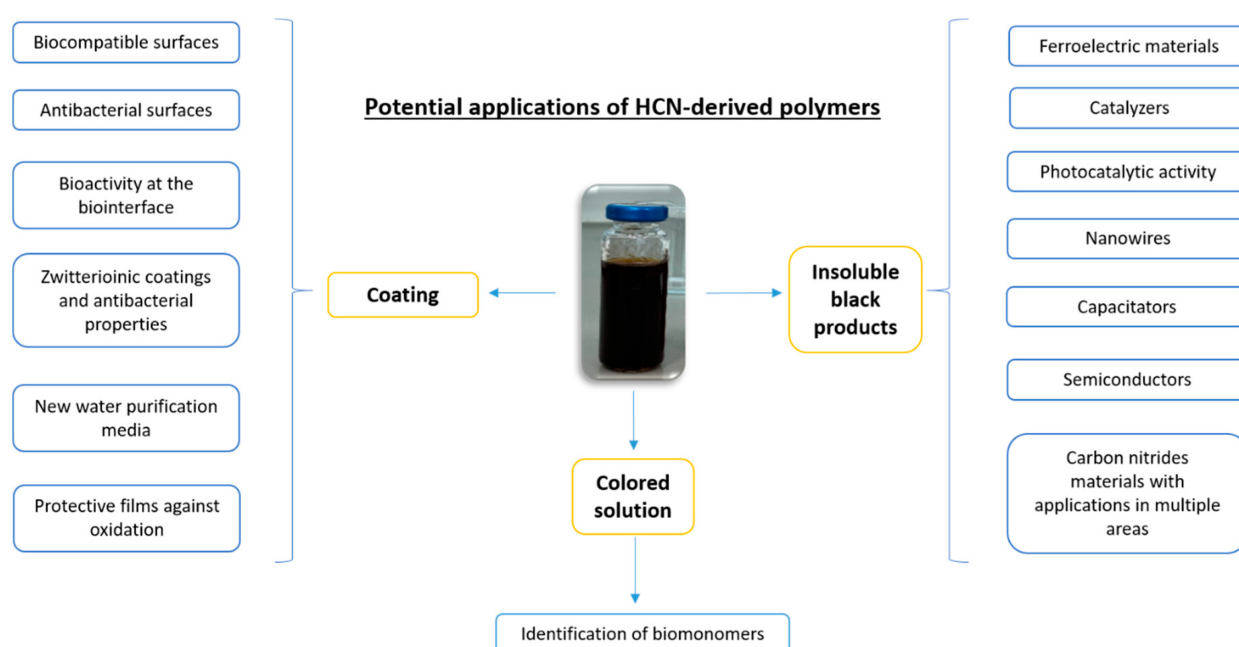 Potential applications of HCN-derived polymers
Biocompatible surfaces
Antibacterial surfaces
Bioactivity at the
biointerface
Zwitterioinic coatings
and antibacterial
properties
New water purification
media
Protective films against
oxidation
Coating
Colored
solution
Identification of biomonomers
Insoluble
black
products
Ferroelectric materials
Catalyzers
Photocatalytic activity
Nanowires
Capacitators
Semiconductors
Carbon nitrides
materials with
applications in multiple
areas